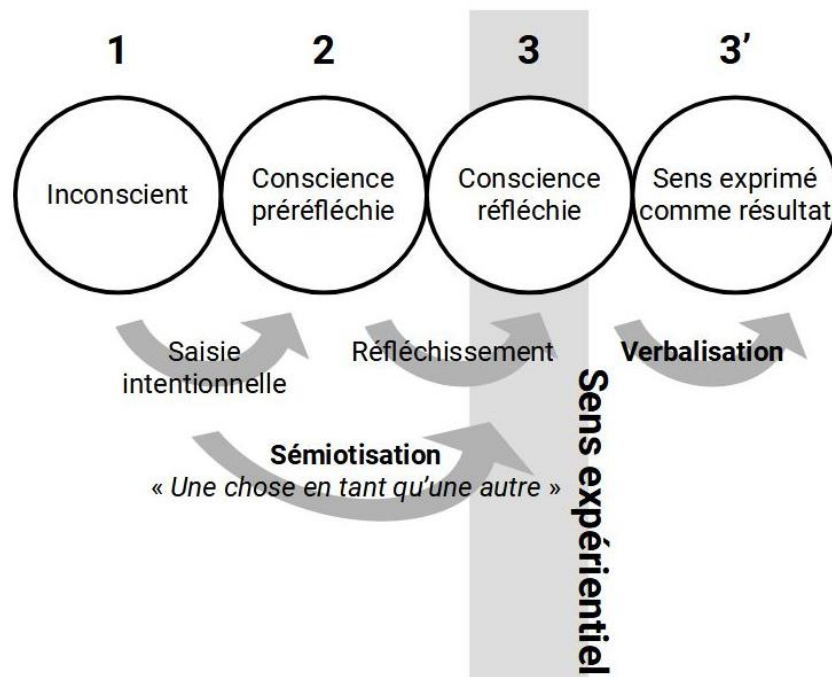 1
2
3
3’
Inconscient
Conscience
préréfléchie
Conscience
réfléchie
Sens exprimé
comme résultat
Saisie
intentionnelle
Réfléchissement
Verbalisation
Sémiotisation
« Une chose en tant qu’une autre »
Sens expérientiel